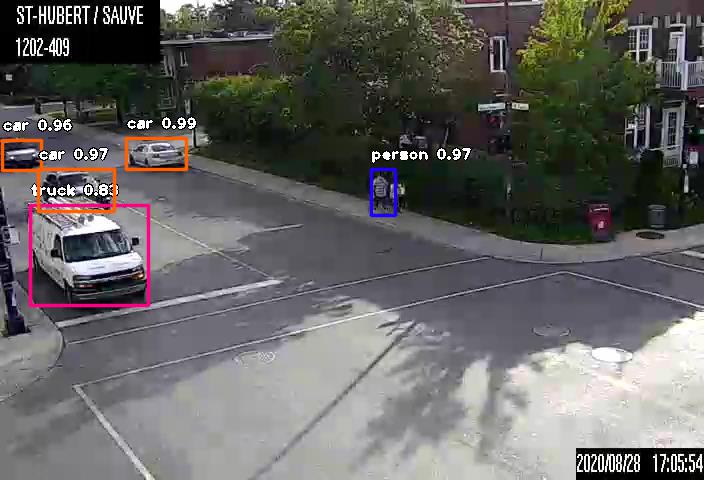 ST-HUBERT / SAUVE
1202-409
car 0.96
car 0.99
car 0.97
person 0.97
truck 0.83
2020/08/28 17:05:54